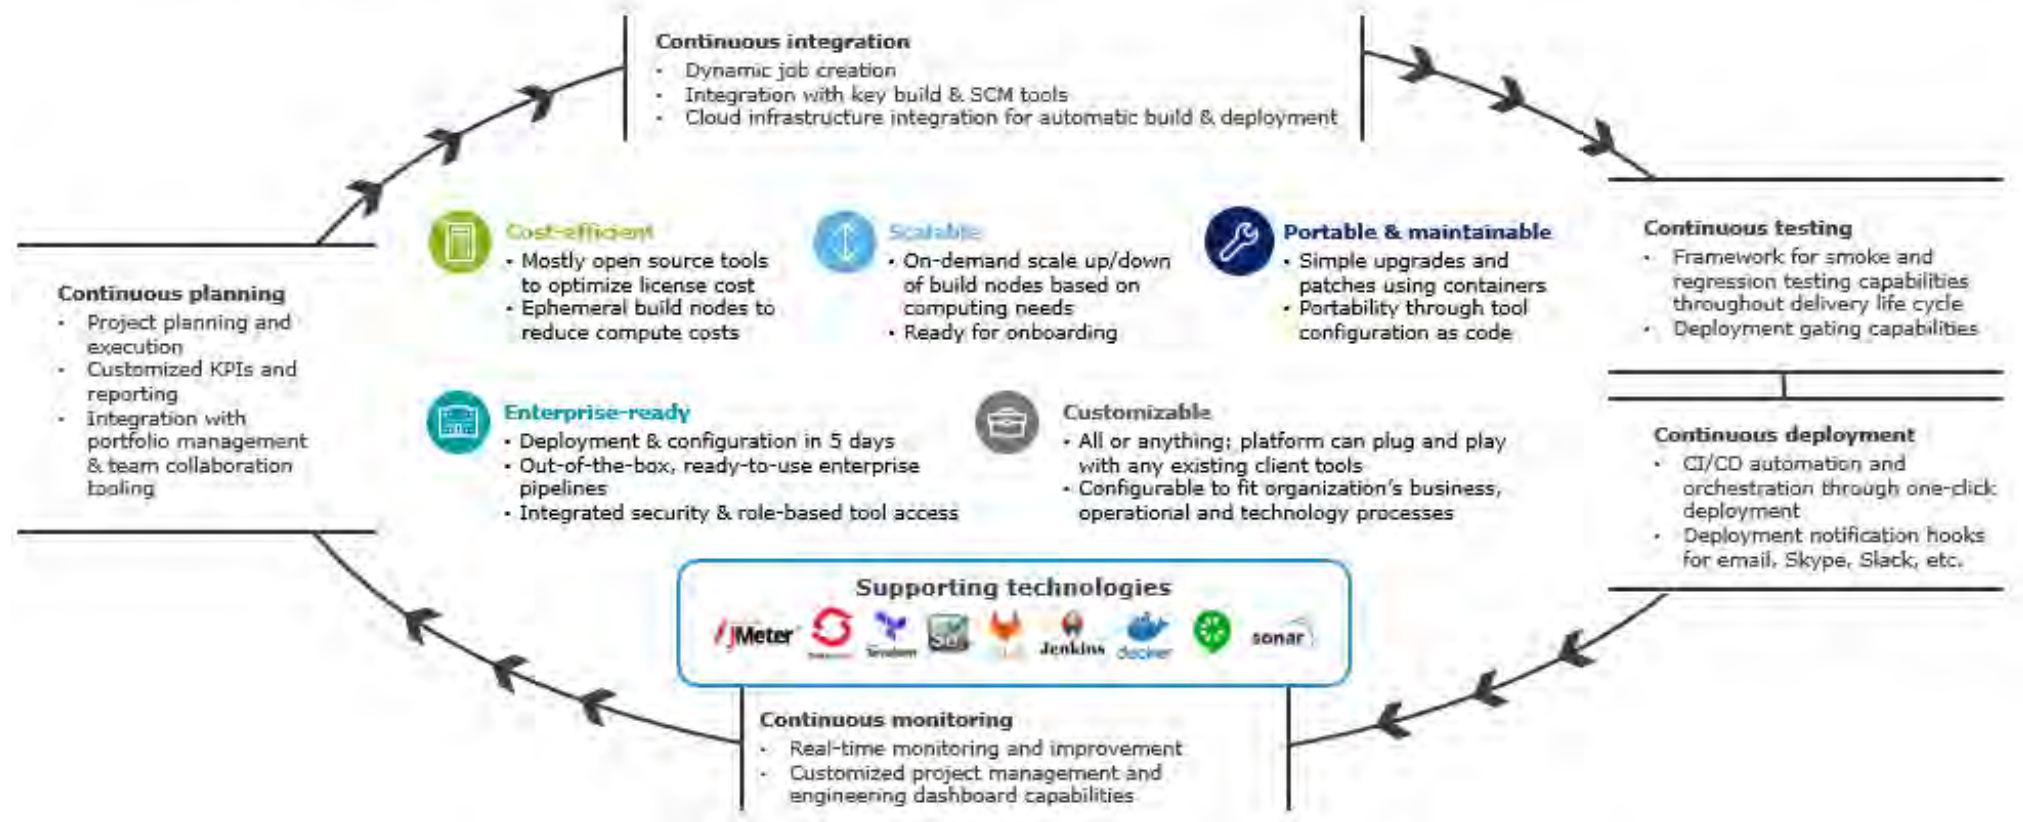 Continuous integration
• Dynamic job creation
• Integration with key build & SCM tools
• Cloud infrastructure integration for automatic build & deployment
Continuous planning
• Project planning and
execution
• Customized KPIs and
reporting
• Integration with
portfolio management
& team collaboration
tooling
Cost-efficient
• Mostly open source tools
to optimize license cost
• Ephemeral build nodes to
reduce compute costs
Scalable
• On-demand scale up/down
of build nodes based on
computing needs
• Ready for onboarding
Portable & maintainable
• Simple upgrades and
patches using containers
• Portability through tool
configuration as code
Continuous testing
• Framework for smoke and
regression testing capabilities
throughout delivery life cycle
• Deployment gating capabilities
Enterprise-ready
• Deployment & configuration in 5 days
• Out-of-the-box, ready-to-use enterprise
pipelines
• Integrated security & role-based tool access
Customizable
• All or anything; platform can plug and play
with any existing client tools
• Configurable to fit organization's business,
operational and technology processes
Continuous deployment
• CI/CD automation and
orchestration through one-click
deployment
• Deployment notification hooks
for email, Skype, Slack, etc.
Supporting technologies
JMeter
Terraform
Jenkins
docker
sonar
Continuous monitoring
• Real-time monitoring and improvement
• Customized project management and
engineering dashboard capabilities